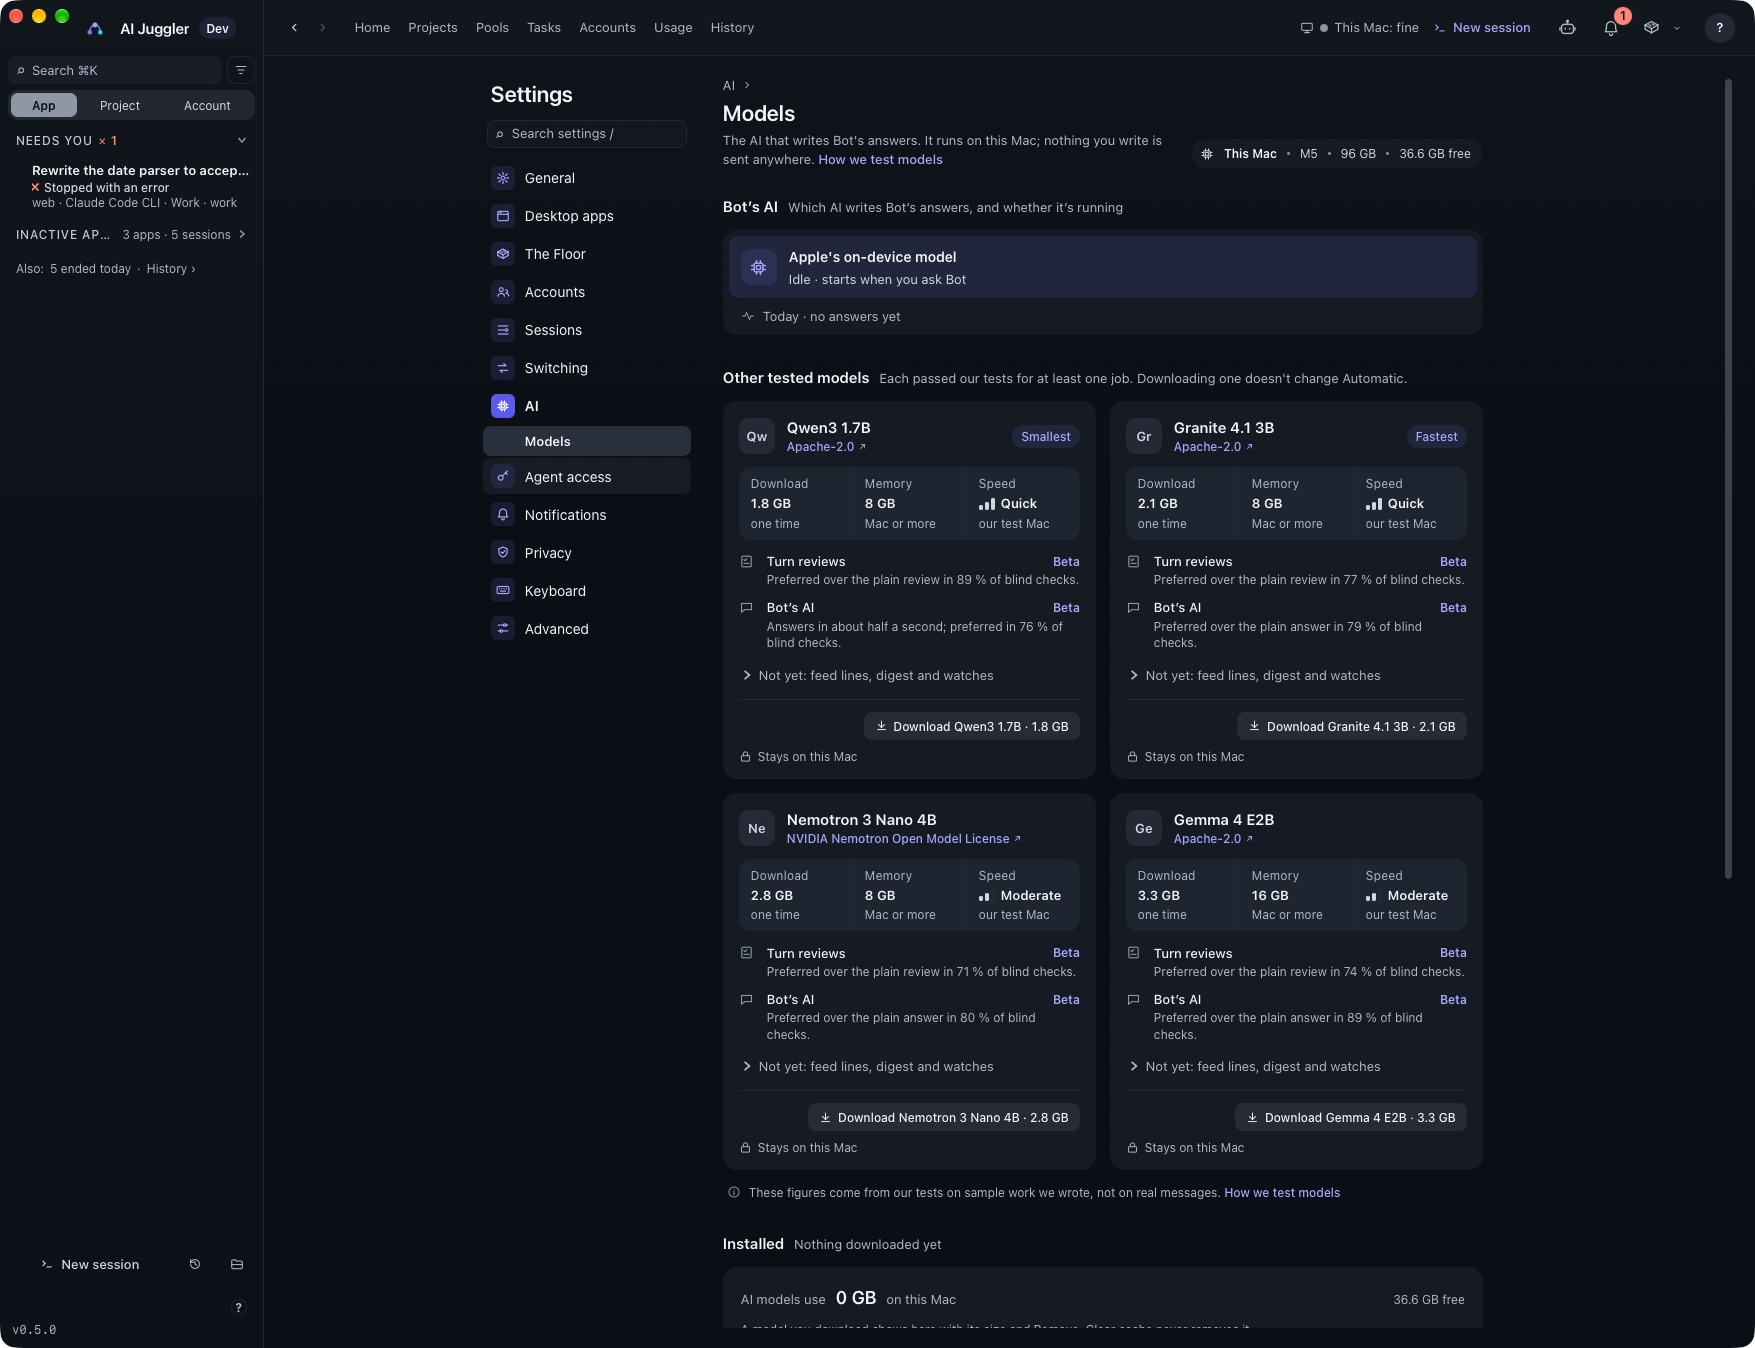 AI Juggler Dev
Search ⌘K
App Project Account
NEEDS YOU × 1
Rewrite the date parser to accep...
× Stopped with an error
web · Claude Code CLI · Work · work
INACTIVE AP... 3 apps · 5 sessions
Also: 5 ended today · History ›
New session
?
v0.5.0
Home Projects Pools Tasks Accounts Usage History
This Mac: fine
New session
1
?
Settings
Search settings /
General
Desktop apps
The Floor
Accounts
Sessions
Switching
AI
Models
Agent access
Notifications
Privacy
Keyboard
Advanced
AI ›
Models
The AI that writes Bot's answers. It runs on this Mac; nothing you write is
sent anywhere. How we test models
This Mac • M5 • 96 GB • 36.6 GB free
Bot's AI Which AI writes Bot's answers, and whether it's running
Apple's on-device model
Idle · starts when you ask Bot
Today · no answers yet
Other tested models Each passed our tests for at least one job. Downloading one doesn't change Automatic.
Qw
Qwen3 1.7B
Apache-2.0 ↗
Smallest
Download Memory Speed
1.8 GB 8 GB Quick
one time Mac or more our test Mac
Turn reviews Beta
Preferred over the plain review in 89 % of blind checks.
Bot's AI Beta
Answers in about half a second; preferred in 76 % of
blind checks.
Not yet: feed lines, digest and watches
Download Qwen3 1.7B · 1.8 GB
Stays on this Mac
Gr
Granite 4.1 3B
Apache-2.0 ↗
Fastest
Download Memory Speed
2.1 GB 8 GB Quick
one time Mac or more our test Mac
Turn reviews Beta
Preferred over the plain review in 77 % of blind checks.
Bot's AI Beta
Preferred over the plain answer in 79 % of blind
checks.
Not yet: feed lines, digest and watches
Download Granite 4.1 3B · 2.1 GB
Stays on this Mac
Ne
Nemotron 3 Nano 4B
NVIDIA Nemotron Open Model License ↗
Download Memory Speed
2.8 GB 8 GB Moderate
one time Mac or more our test Mac
Turn reviews Beta
Preferred over the plain review in 71 % of blind checks.
Bot's AI Beta
Preferred over the plain answer in 80 % of blind
checks.
Not yet: feed lines, digest and watches
Download Nemotron 3 Nano 4B · 2.8 GB
Stays on this Mac
Ge
Gemma 4 E2B
Apache-2.0 ↗
Download Memory Speed
3.3 GB 16 GB Moderate
one time Mac or more our test Mac
Turn reviews Beta
Preferred over the plain review in 74 % of blind checks.
Bot's AI Beta
Preferred over the plain answer in 89 % of blind
checks.
Not yet: feed lines, digest and watches
Download Gemma 4 E2B · 3.3 GB
Stays on this Mac
These figures come from our tests on sample work we wrote, not on real messages. How we test models
Installed Nothing downloaded yet
AI models use 0 GB on this Mac
36.6 GB free
A model you download shows here with its size and Remove. Clear cache never removes it.